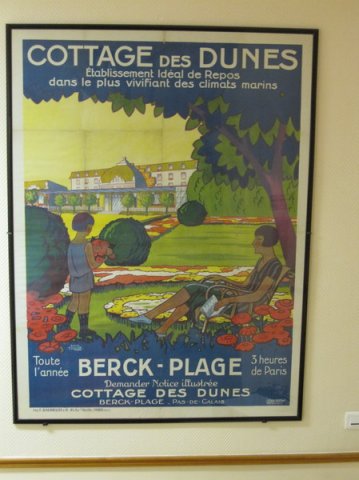 COTTAGE DES DUNES
Établissement Idéal de Repos
dans le plus vivifiant des climats marins
Toute
l'année
BERCK - PLAGE
3 heures
de Paris
Demander Notice illustrée
COTTAGE DES DUNES
BERCK-PLAGE . PAS-DE-CALAIS